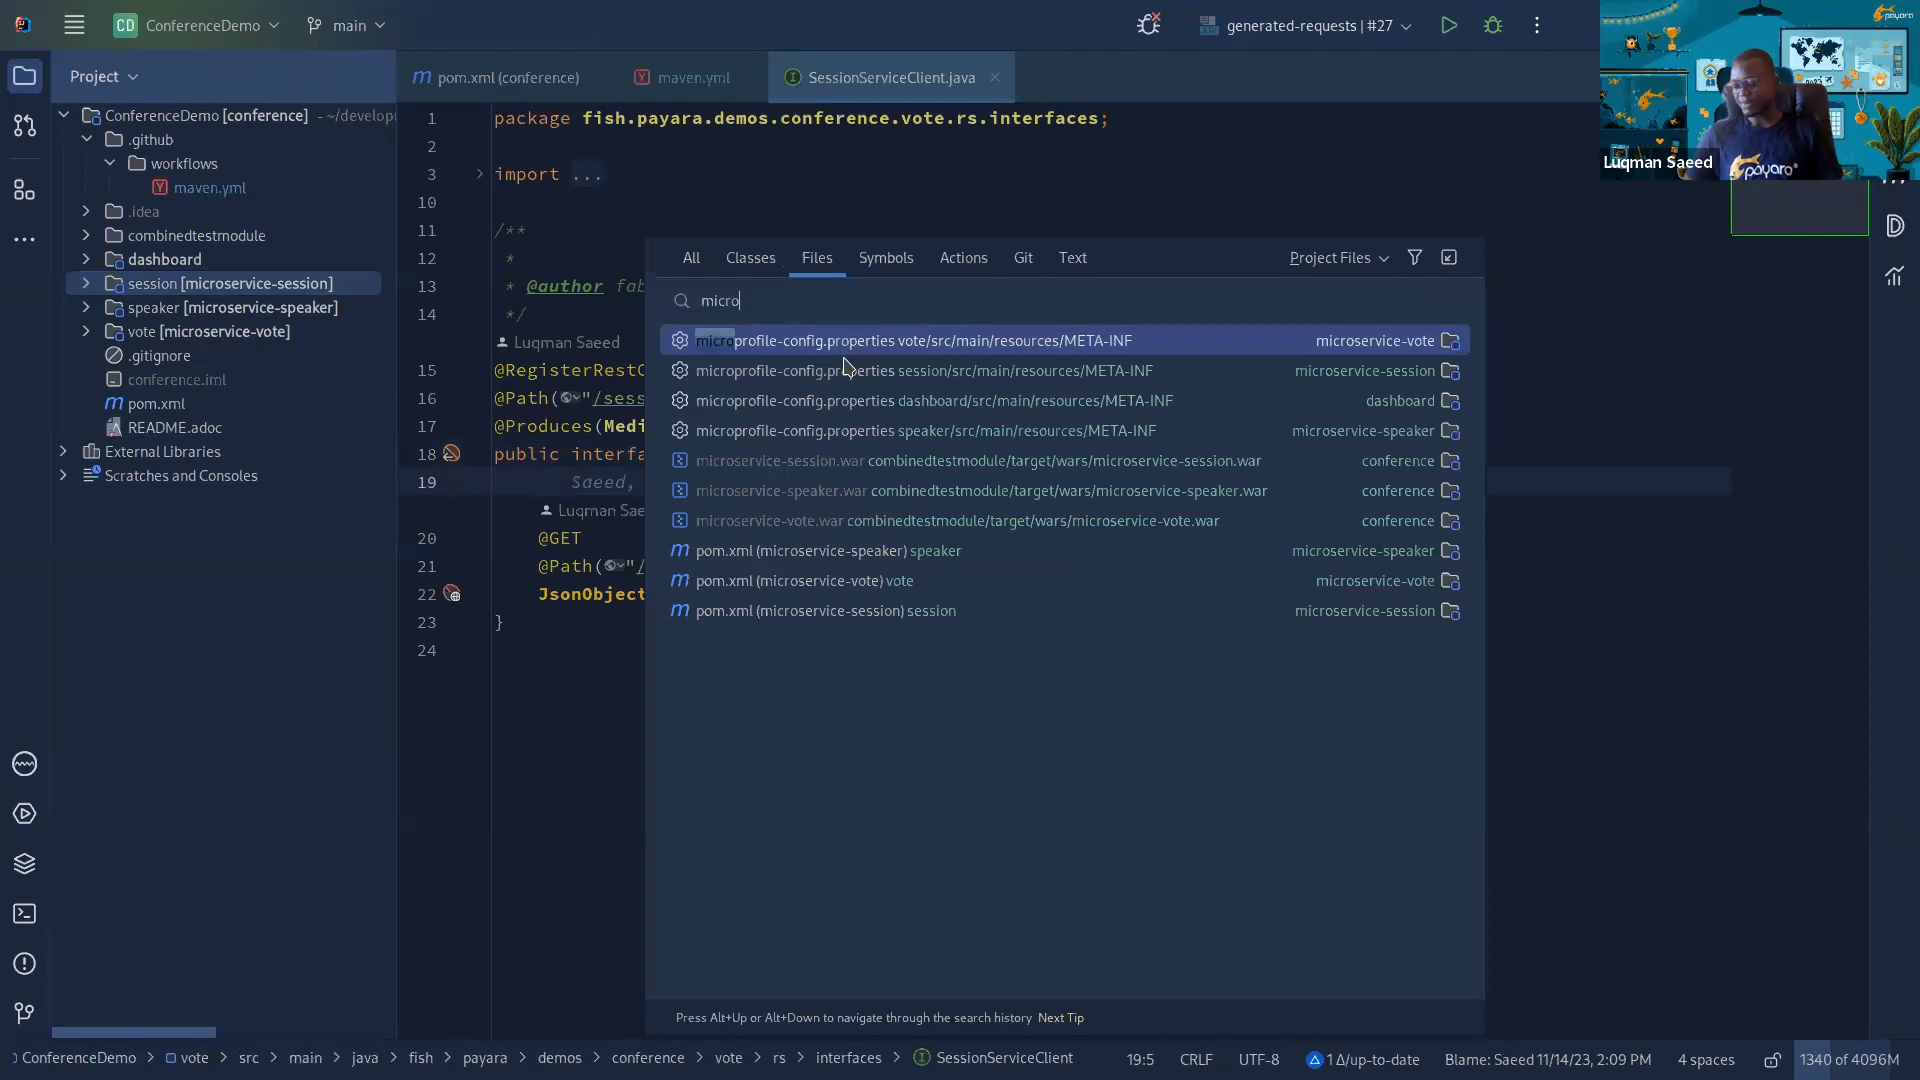 CD ConferenceDemo main generated-requests | #27
payara
Project
pom.xml (conference) maven.yml SessionServiceClient.java
ConferenceDemo [conference] - ~/develop
.github
workflows
maven.yml
.idea
combinedtestmodule
dashboard
session [microservice-session]
speaker [microservice-speaker]
vote [microservice-vote]
.gitignore
conference.iml
pom.xml
README.adoc
External Libraries
Scratches and Consoles
1 package fish.payara.demos.conference.vote.rs.interfaces;
2
3 import ...
10
11 /**
12 *
13 * @author fab
14 */
Luqman Saeed
15 @RegisterRestC
16 @Path("/sess
17 @Produces(Medi
18 public interfa
19 Saeed,
Luqman Sae
20 @GET
21 @Path("/
22 JsonObject
23 }
24
All Classes Files Symbols Actions Git Text Project Files
micro
microprofile-config.properties vote/src/main/resources/META-INF microservice-vote
microprofile-config.properties session/src/main/resources/META-INF microservice-session
microprofile-config.properties dashboard/src/main/resources/META-INF dashboard
microprofile-config.properties speaker/src/main/resources/META-INF microservice-speaker
microservice-session.war combinedtestmodule/target/wars/microservice-session.war conference
microservice-speaker.war combinedtestmodule/target/wars/microservice-speaker.war conference
microservice-vote.war combinedtestmodule/target/wars/microservice-vote.war conference
pom.xml (microservice-speaker) speaker microservice-speaker
pom.xml (microservice-vote) vote microservice-vote
pom.xml (microservice-session) session microservice-session
Press Alt+Up or Alt+Down to navigate through the search history Next Tip
Luqman Saeed
payara
ConferenceDemo > vote > src > main > java > fish > payara > demos > conference > vote > rs > interfaces > SessionServiceClient 19:5 CRLF UTF-8 1 Δ/up-to-date Blame: Saeed 11/14/23, 2:09 PM 4 spaces 1340 of 4096M